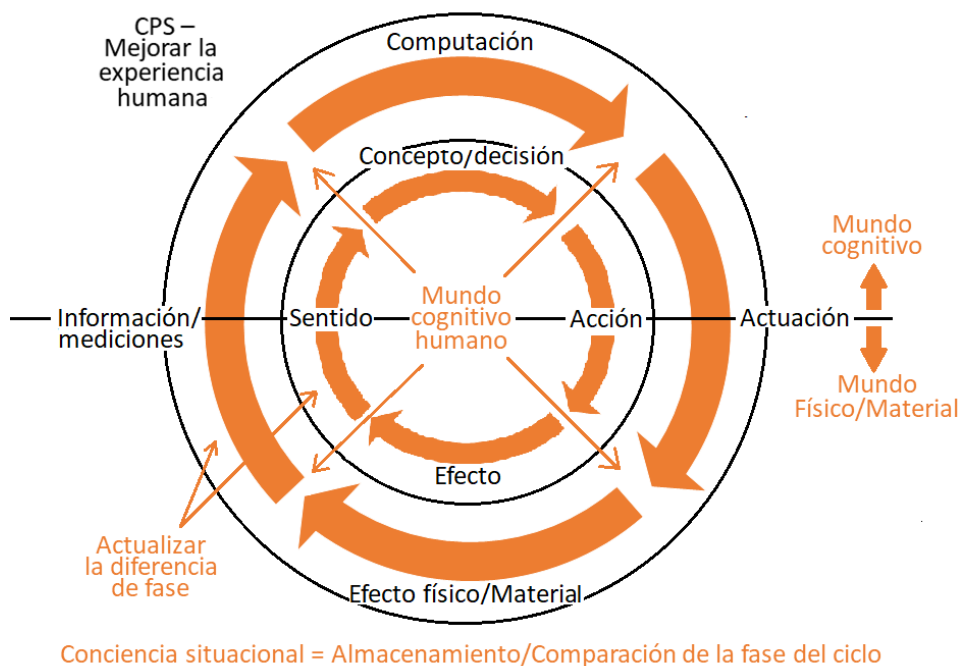 CPS –
Mejorar la
experiencia
humana
Computación
Concepto/decisión
Mundo
cognitivo
Información/
mediciones
Sentido
Mundo
cognitivo
humano
Acción
Actuación
Mundo
Físico/Material
Efecto
Actualizar
la diferencia
de fase
Efecto físico/Material
Conciencia situacional = Almacenamiento/Comparación de la fase del ciclo